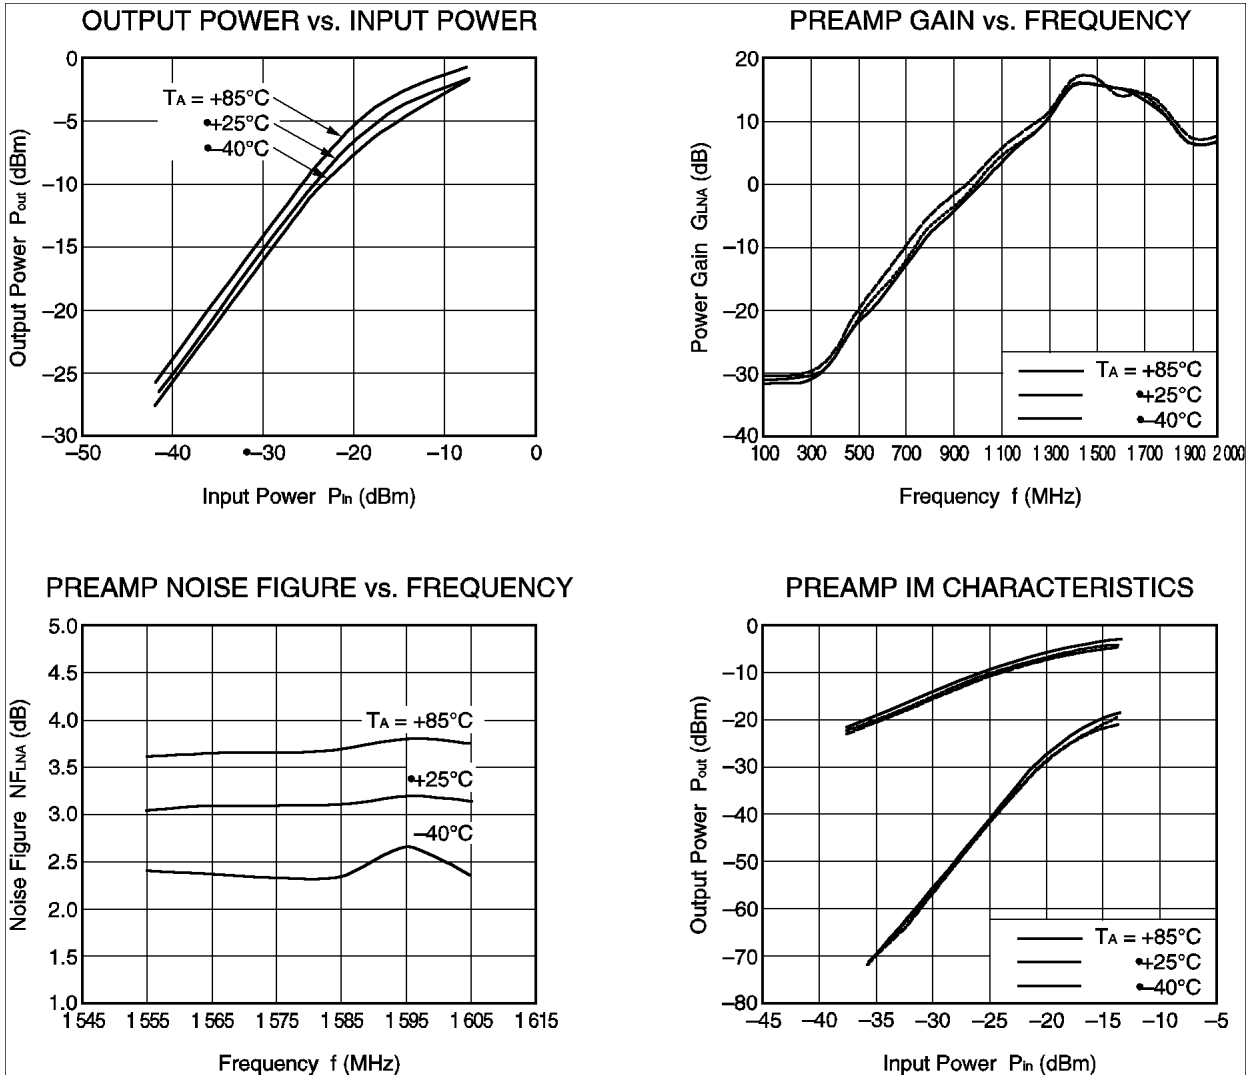 OUTPUT POWER vs. INPUT POWER
0
−5
−10
−15
−20
−25
−30
Output Power Pout (dBm)
TA = +85°C
+25°C
−40°C
−50 −40 −30 −20 −10 0
Input Power Pin (dBm)
PREAMP GAIN vs. FREQUENCY
20
10
0
−10
−20
−30
−40
Power Gain GLNA (dB)
TA = +85°C
+25°C
−40°C
100 300 500 700 900 1 100 1 300 1 500 1 700 1 900 2 000
Frequency f (MHz)
PREAMP NOISE FIGURE vs. FREQUENCY
5.0
4.5
4.0
3.5
3.0
2.5
2.0
1.5
1.0
Noise Figure NFLNA (dB)
TA = +85°C
+25°C
−40°C
1 545 1 555 1 565 1 575 1 585 1 595 1 605 1 615
Frequency f (MHz)
PREAMP IM CHARACTERISTICS
0
−10
−20
−30
−40
−50
−60
−70
−80
Output Power Pout (dBm)
TA = +85°C
+25°C
−40°C
−45 −40 −35 −30 −25 −20 −15 −10 −5
Input Power Pin (dBm)